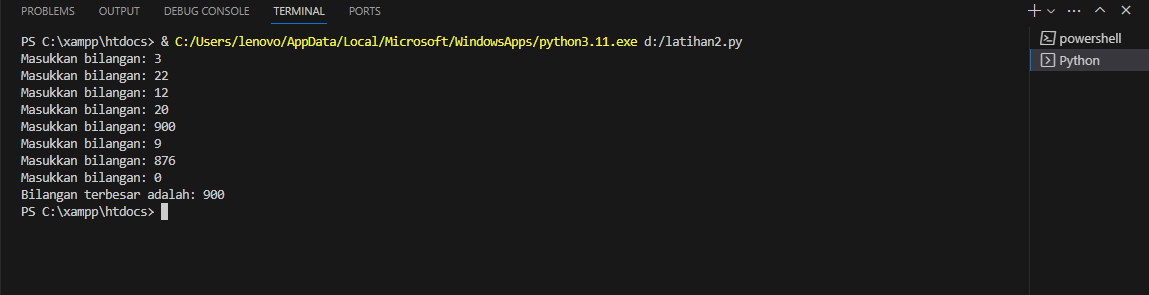 PROBLEMS OUTPUT DEBUG CONSOLE TERMINAL PORTS
PS C:\xampp\htdocs> & C:/Users/lenovo/AppData/Local/Microsoft/WindowsApps/python3.11.exe d:/latihan2.py
Masukkan bilangan: 3
Masukkan bilangan: 22
Masukkan bilangan: 12
Masukkan bilangan: 20
Masukkan bilangan: 900
Masukkan bilangan: 9
Masukkan bilangan: 876
Masukkan bilangan: 0
Bilangan terbesar adalah: 900
PS C:\xampp\htdocs>
powershell
Python